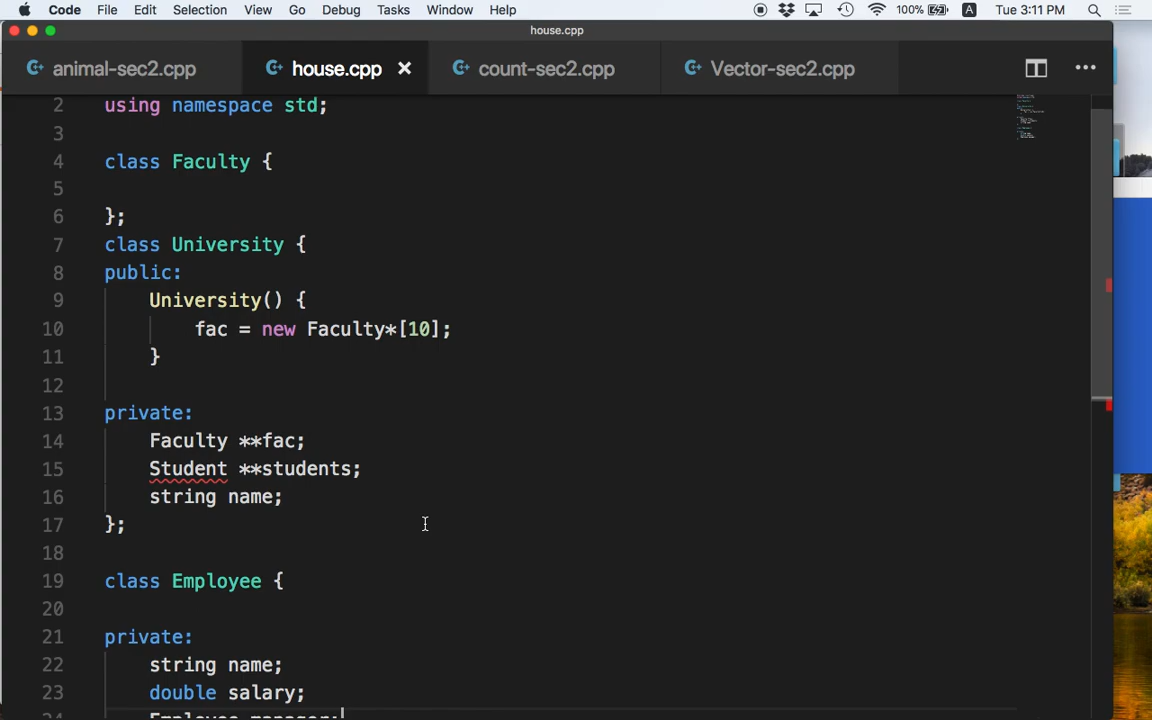 Code File Edit Selection View Go Debug Tasks Window Help 100% A Tue 3:11 PM
house.cpp
animal-sec2.cpp house.cpp count-sec2.cpp Vector-sec2.cpp
2 using namespace std;
3
4 class Faculty {
5
6 };
7 class University {
8 public:
9 University() {
10 fac = new Faculty*[10];
11 }
12
13 private:
14 Faculty **fac;
15 Student **students;
16 string name;
17 };
18
19 class Employee {
20
21 private:
22 string name;
23 double salary;
24 Employee manager;